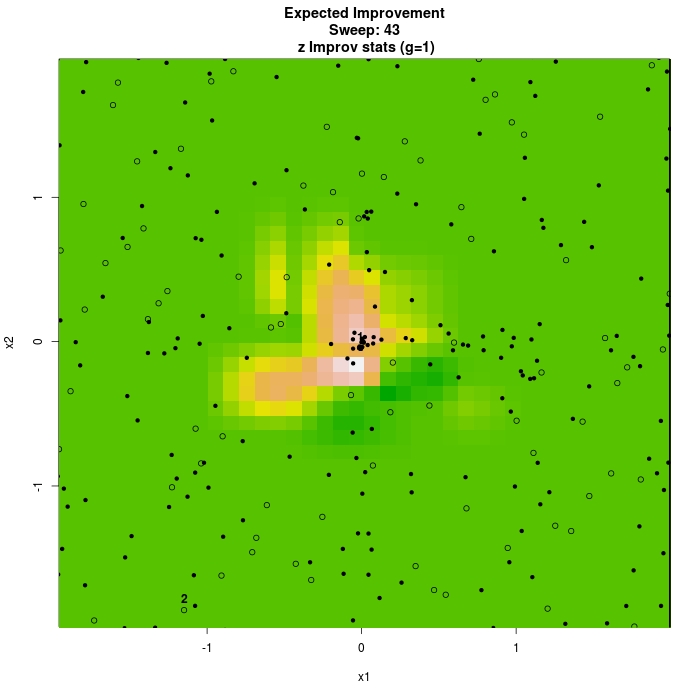 Expected Improvement
Sweep: 43
z Improv stats (g=1)
x2
1
0
-1
1
2
-1
0
1
x1